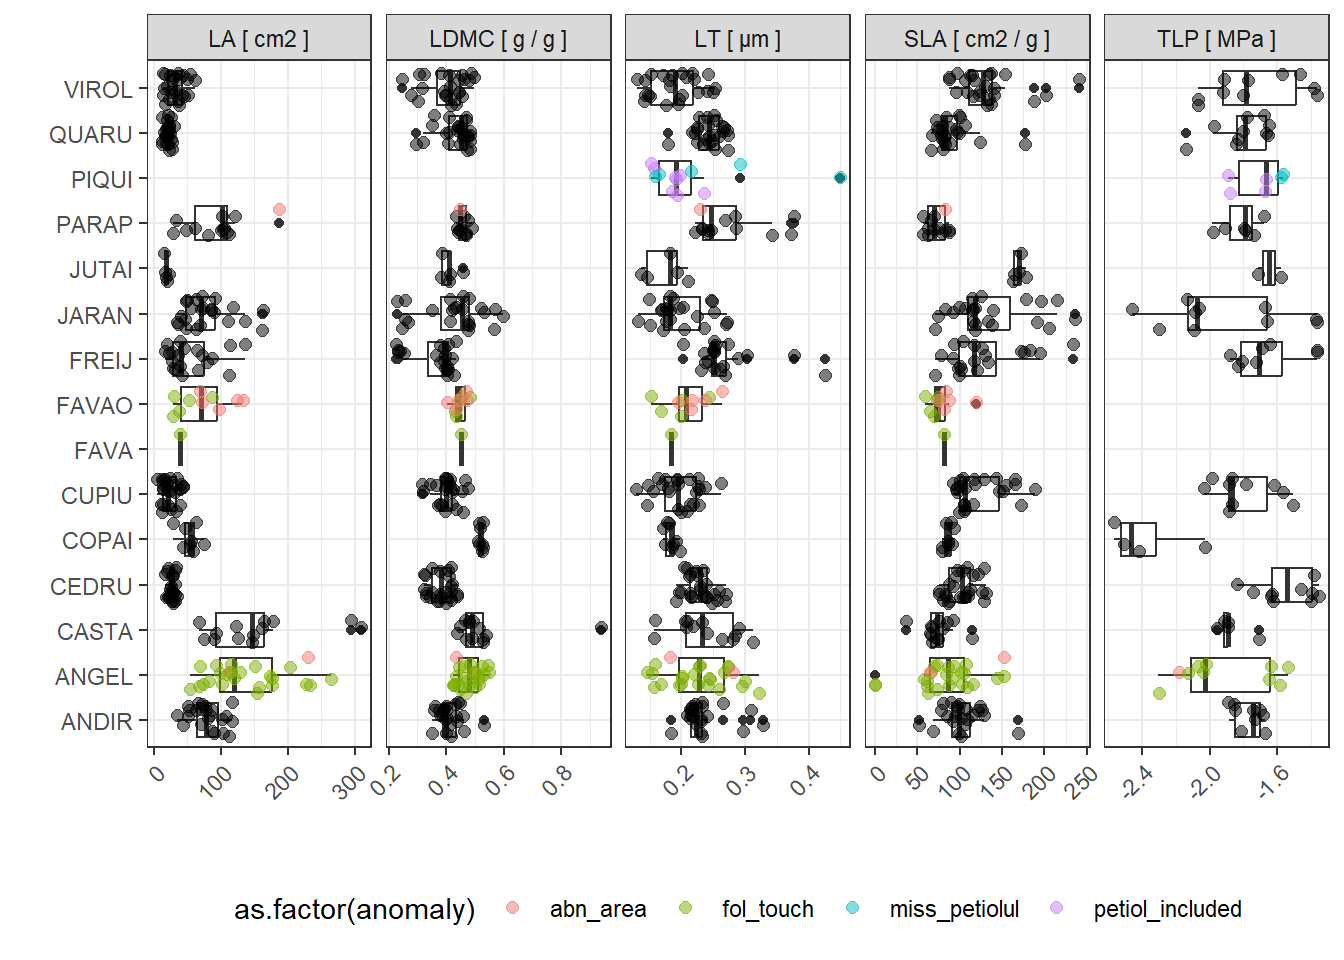 LA [ cm2 ] LDMC [ g / g ] LT [ µm ] SLA [ cm2 / g ] TLP [ MPa ]
VIROL
QUARU
PIQUI
PARAP
JUTAI
JARAN
FREIJ
FAVAO
FAVA
CUPIU
COPAI
CEDRU
CASTA
ANGEL
ANDIR
0 100 200 300 0.2 0.4 0.6 0.8 0.2 0.3 0.4 0 50 100 150 200 250 -2.4 -2.0 -1.6
as.factor(anomaly) abn_area fol_touch miss_petiolul petiol_included